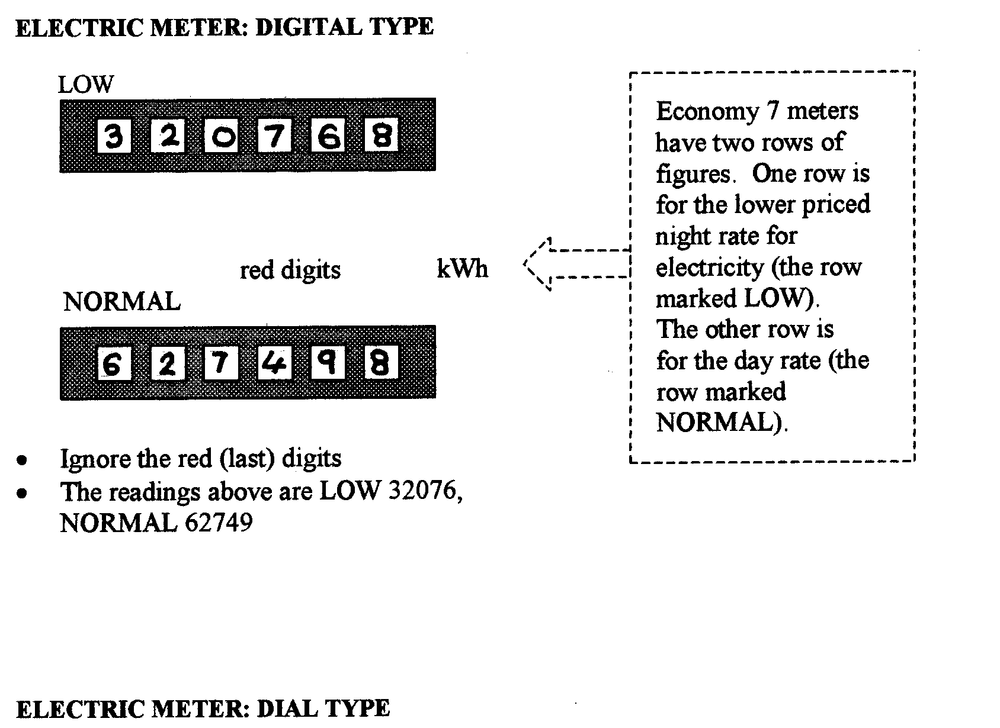 ELECTRIC METER: DIGITAL TYPE
LOW
3 2 0 7 6 8
red digits kWh
NORMAL
6 2 7 4 9 8
Economy 7 meters
have two rows of
figures. One row is
for the lower priced
night rate for
electricity (the row
marked LOW).
The other row is
for the day rate (the
row marked
NORMAL).
• Ignore the red (last) digits
• The readings above are LOW 32076,
NORMAL 62749
ELECTRIC METER: DIAL TYPE